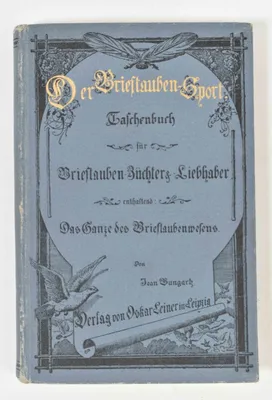 Der Brieftauben-Sport.
Taschenbuch
für
Brieftauben Züchter & Liebhaber
enthaltend:
Das Ganze des Brieftaubenwesens.
Von
Jean Bungartz
Verlag von Oskar Leiner in Leipzig